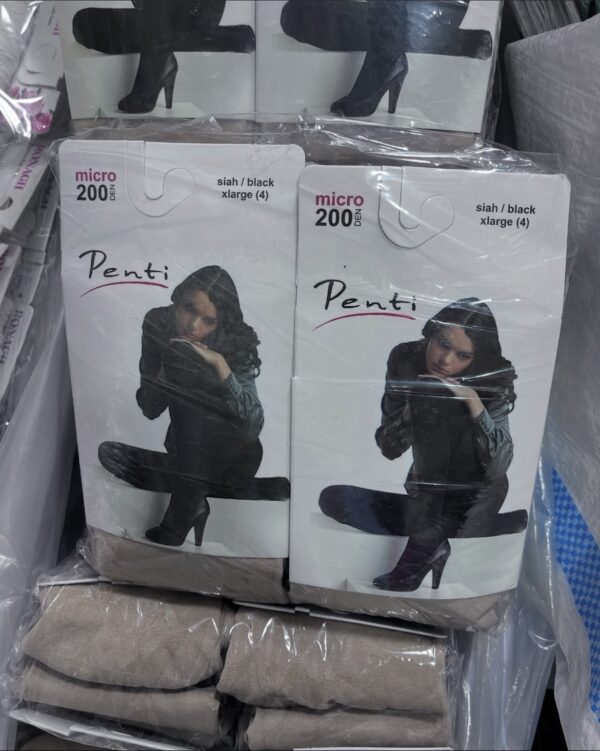 micro
200 DEN
siah / black
xlarge (4)
Penti
micro
200 DEN
siah / black
xlarge (4)
Penti